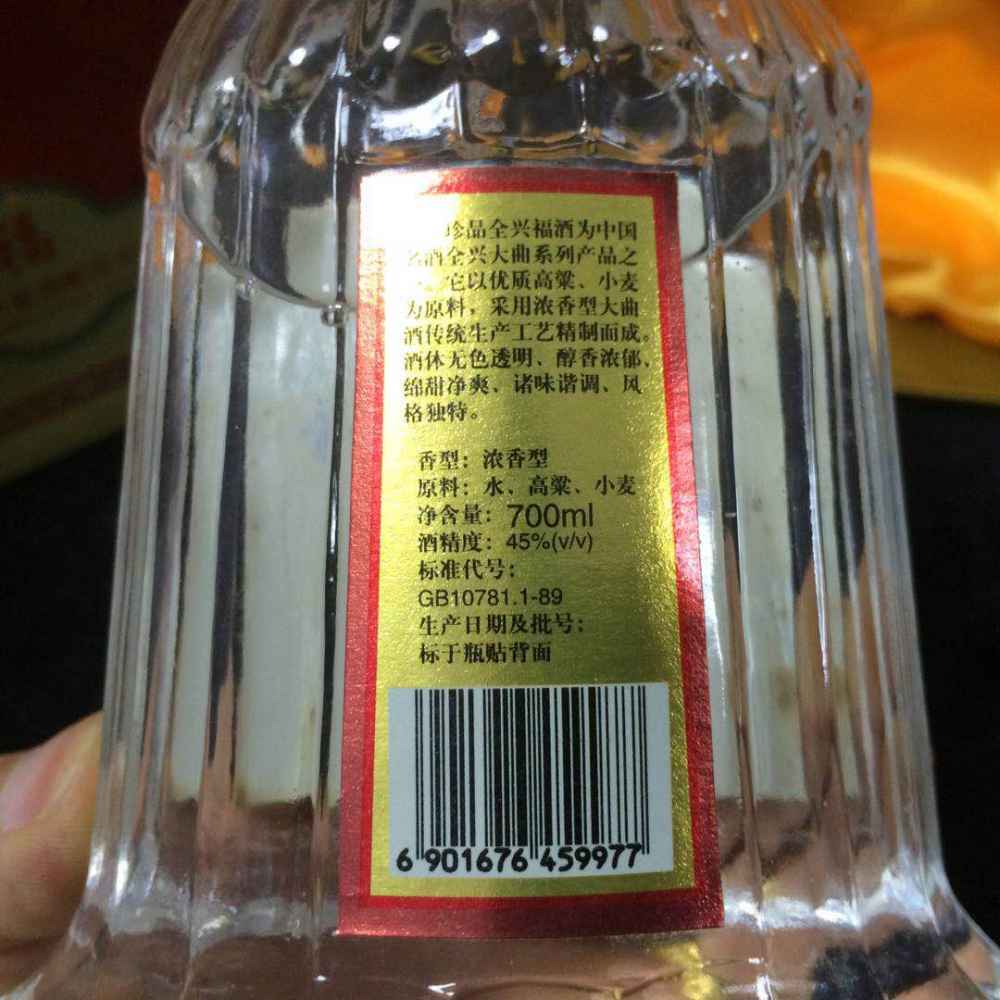 珍品全兴福酒为中国
名酒全兴大曲系列产品之
它以优质高粱、小麦
为原料，采用浓香型大曲
酒传统生产工艺精制而成。
酒体无色透明、醇香浓郁、
绵甜净爽、诸味谐调、风
格独特。
香型：浓香型
原料：水、高粱、小麦
净含量：700ml
酒精度：45%(v/v)
标准代号：
GB10781.1-89
生产日期及批号：
标于瓶贴背面
6 901676 459977